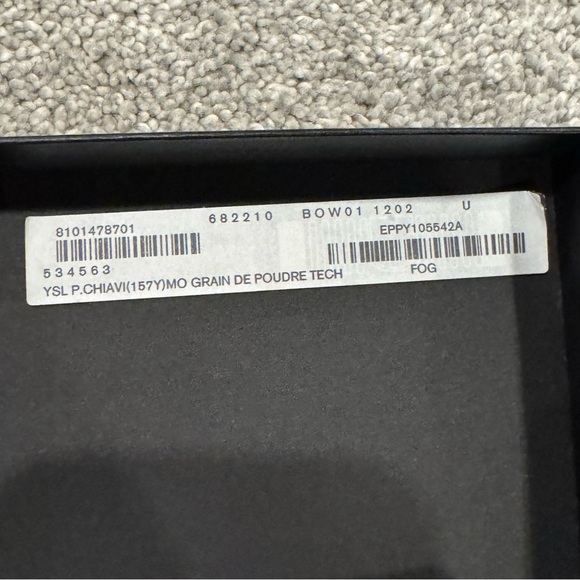 682210 BOW01 1202 U
8101478701 EPPY105542A
534563
YSL P.CHIAVI(157Y)MO GRAIN DE POUDRE TECH FOG